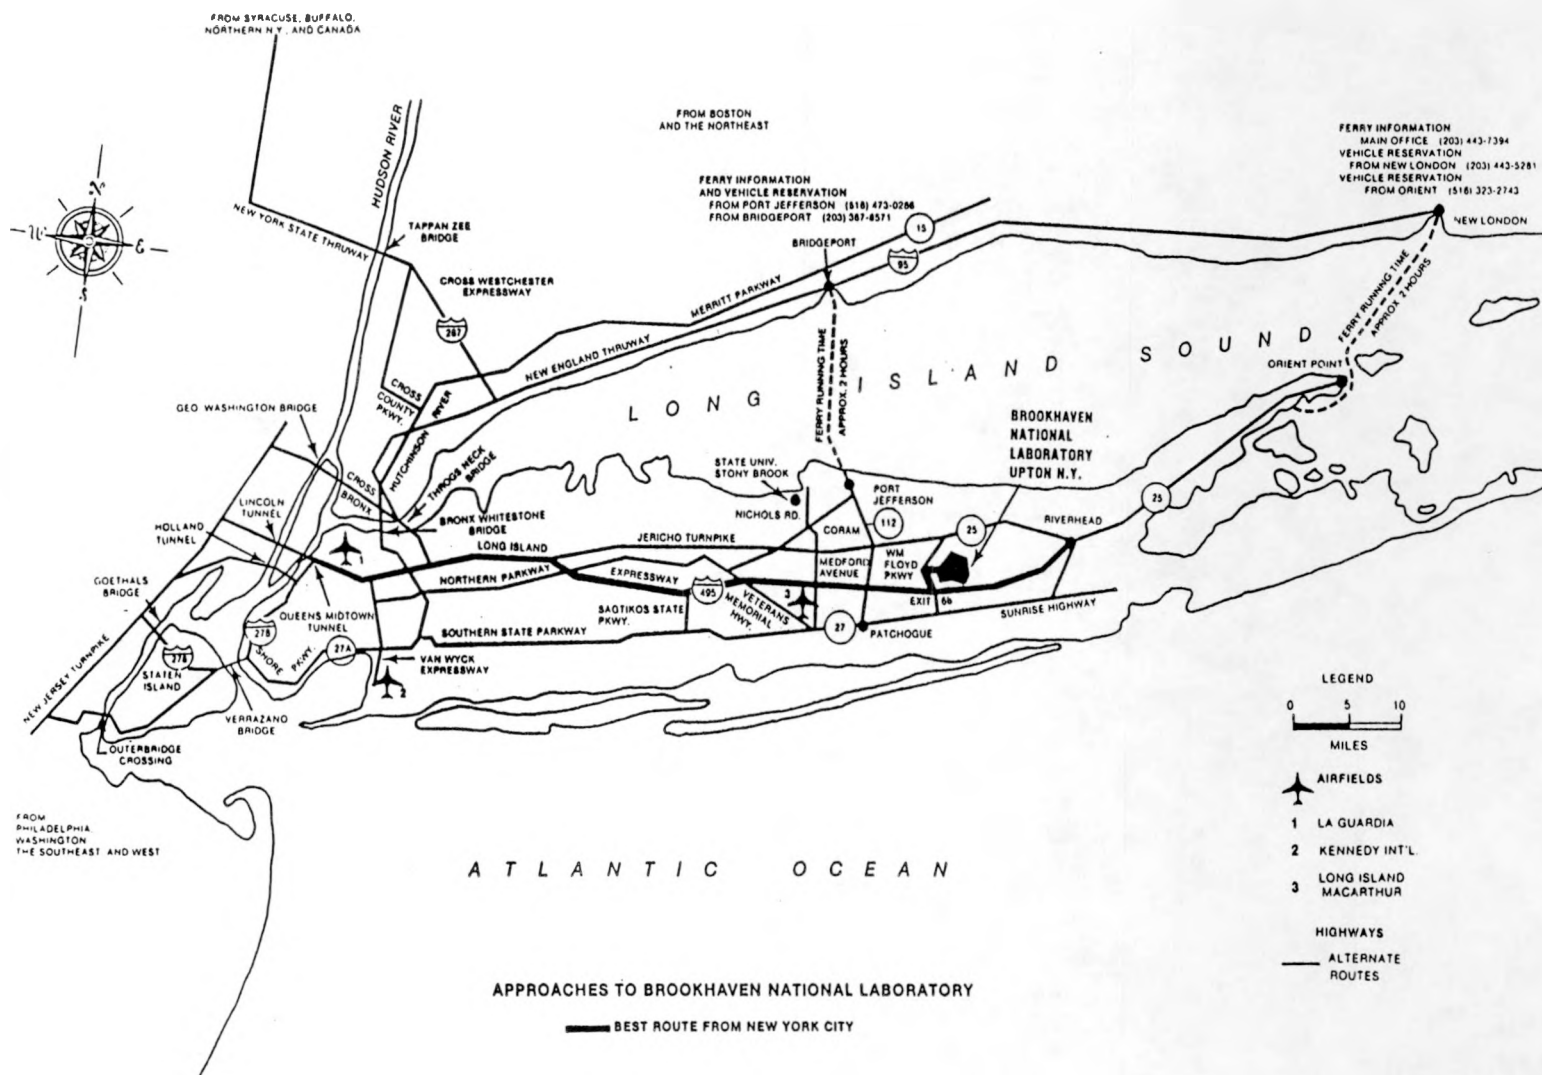 FROM SYRACUSE, BUFFALO,
NORTHERN N.Y. AND CANADA
HUDSON RIVER
FROM BOSTON
AND THE NORTHEAST
FERRY INFORMATION
MAIN OFFICE (203) 443-7394
VEHICLE RESERVATION
FROM NEW LONDON (203) 443-5281
VEHICLE RESERVATION
FROM ORIENT (516) 323-2743
FERRY INFORMATION
AND VEHICLE RESERVATION
FROM PORT JEFFERSON (516) 473-0286
FROM BRIDGEPORT (203) 367-8571
N
W
E
S
NEW YORK STATE THRUWAY
TAPPAN ZEE
BRIDGE
BRIDGEPORT
15
95
NEW LONDON
CROSS WESTCHESTER
EXPRESSWAY
287
MERRITT PARKWAY
NEW ENGLAND THRUWAY
FERRY RUNNING TIME
APPROX. 2 HOURS
FERRY RUNNING TIME
APPROX 2 HOURS
LONG ISLAND SOUND
ORIENT POINT
CROSS
COUNTY
PKWY.
HUTCHINSON RIVER
GEO WASHINGTON BRIDGE
THROGS NECK
BRIDGE
CROSS
BRONX
BROOKHAVEN
NATIONAL
LABORATORY
UPTON N.Y.
STATE UNIV.
STONY BROOK
PORT
JEFFERSON
NICHOLS RD.
25
LINCOLN
TUNNEL
HOLLAND
TUNNEL
BRONX WHITESTONE
BRIDGE
112
CORAM
25
RIVERHEAD
1
LONG ISLAND
JERICHO TURNPIKE
NORTHERN PARKWAY
EXPRESSWAY
495
MEDFORD
AVENUE
WM
FLOYD
PKWY
GOETHALS
BRIDGE
QUEENS MIDTOWN
TUNNEL
SAGTIKOS STATE
PKWY.
VETERANS
MEMORIAL
HWY.
3
EXIT 68
SUNRISE HIGHWAY
278
SHORE PKWY.
27A
SOUTHERN STATE PARKWAY
27
PATCHOGUE
278
STATEN
ISLAND
VAN WYCK
EXPRESSWAY
2
NEW JERSEY TURNPIKE
VERRAZANO
BRIDGE
OUTERBRIDGE
CROSSING
FROM
PHILADELPHIA
WASHINGTON
THE SOUTHEAST AND WEST
ATLANTIC OCEAN
LEGEND
0 5 10
MILES
AIRFIELDS
1 LA GUARDIA
2 KENNEDY INT'L.
3 LONG ISLAND
MACARTHUR
HIGHWAYS
ALTERNATE
ROUTES
APPROACHES TO BROOKHAVEN NATIONAL LABORATORY
BEST ROUTE FROM NEW YORK CITY